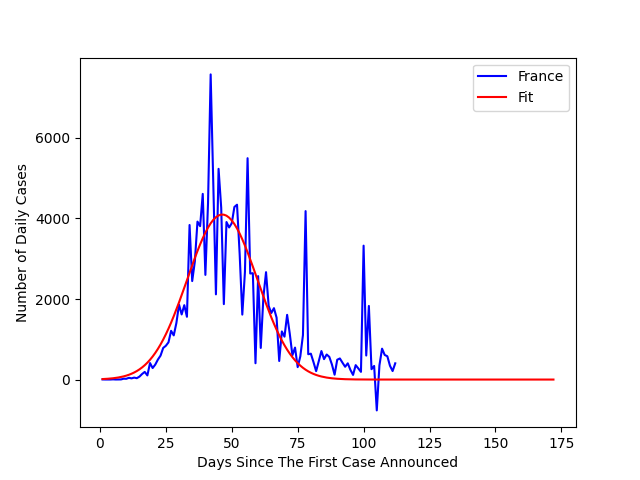 France
Fit
Number of Daily Cases
6000
4000
2000
0
0 25 50 75 100 125 150 175
Days Since The First Case Announced